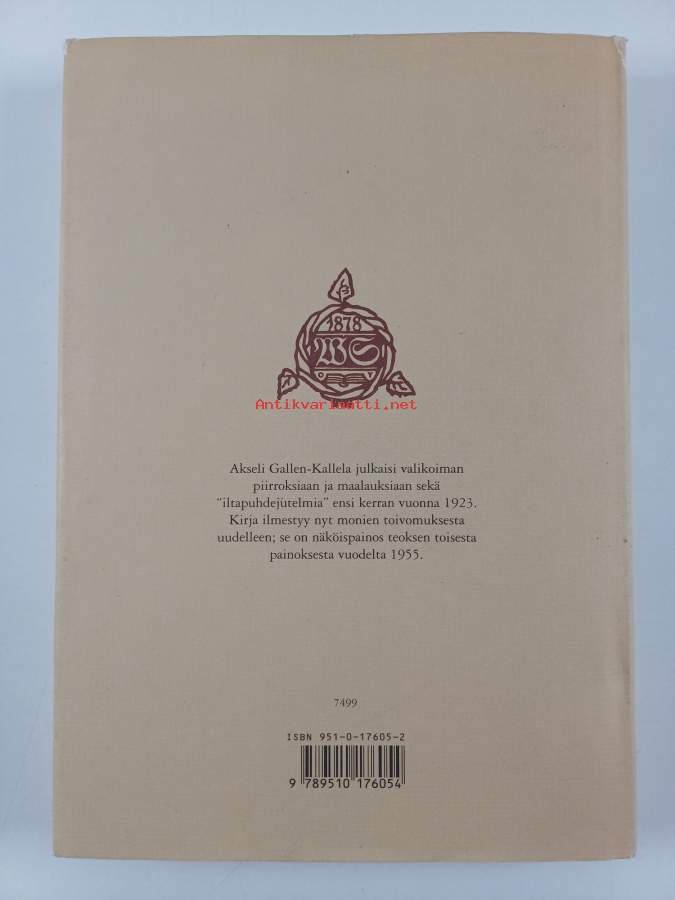 1878
WS
O Y
Antikvariaatti.net
Akseli Gallen-Kallela julkaisi valikoiman
piirroksiaan ja maalauksiaan sekä
“iltapuhdejutelmia” ensi kerran vuonna 1923.
Kirja ilmestyy nyt monien toivomuksesta
uudelleen; se on näköispainos teoksen toisesta
painoksesta vuodelta 1955.
7499
ISBN 951-0-17605-2
9 789510 176054